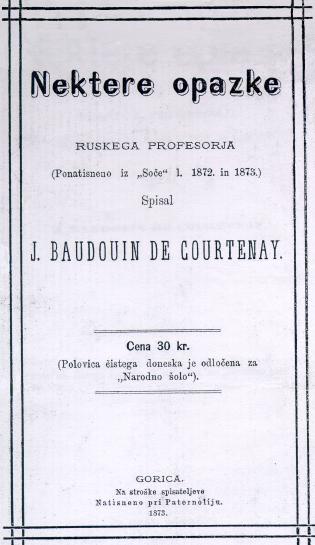 Nektere opazke
RUSKEGA PROFESORJA
(Ponatisneno iz „Soče“ l. 1872. in 1873.)
Spisal
J. BAUDOUIN DE COURTENAY.
Cena 30 kr.
(Polovica čistega doneska je odločena za
„Narodno šolo“).
GORICA.
Na stroške spisateljeve
Natisneno pri Paternolliju.
1873.